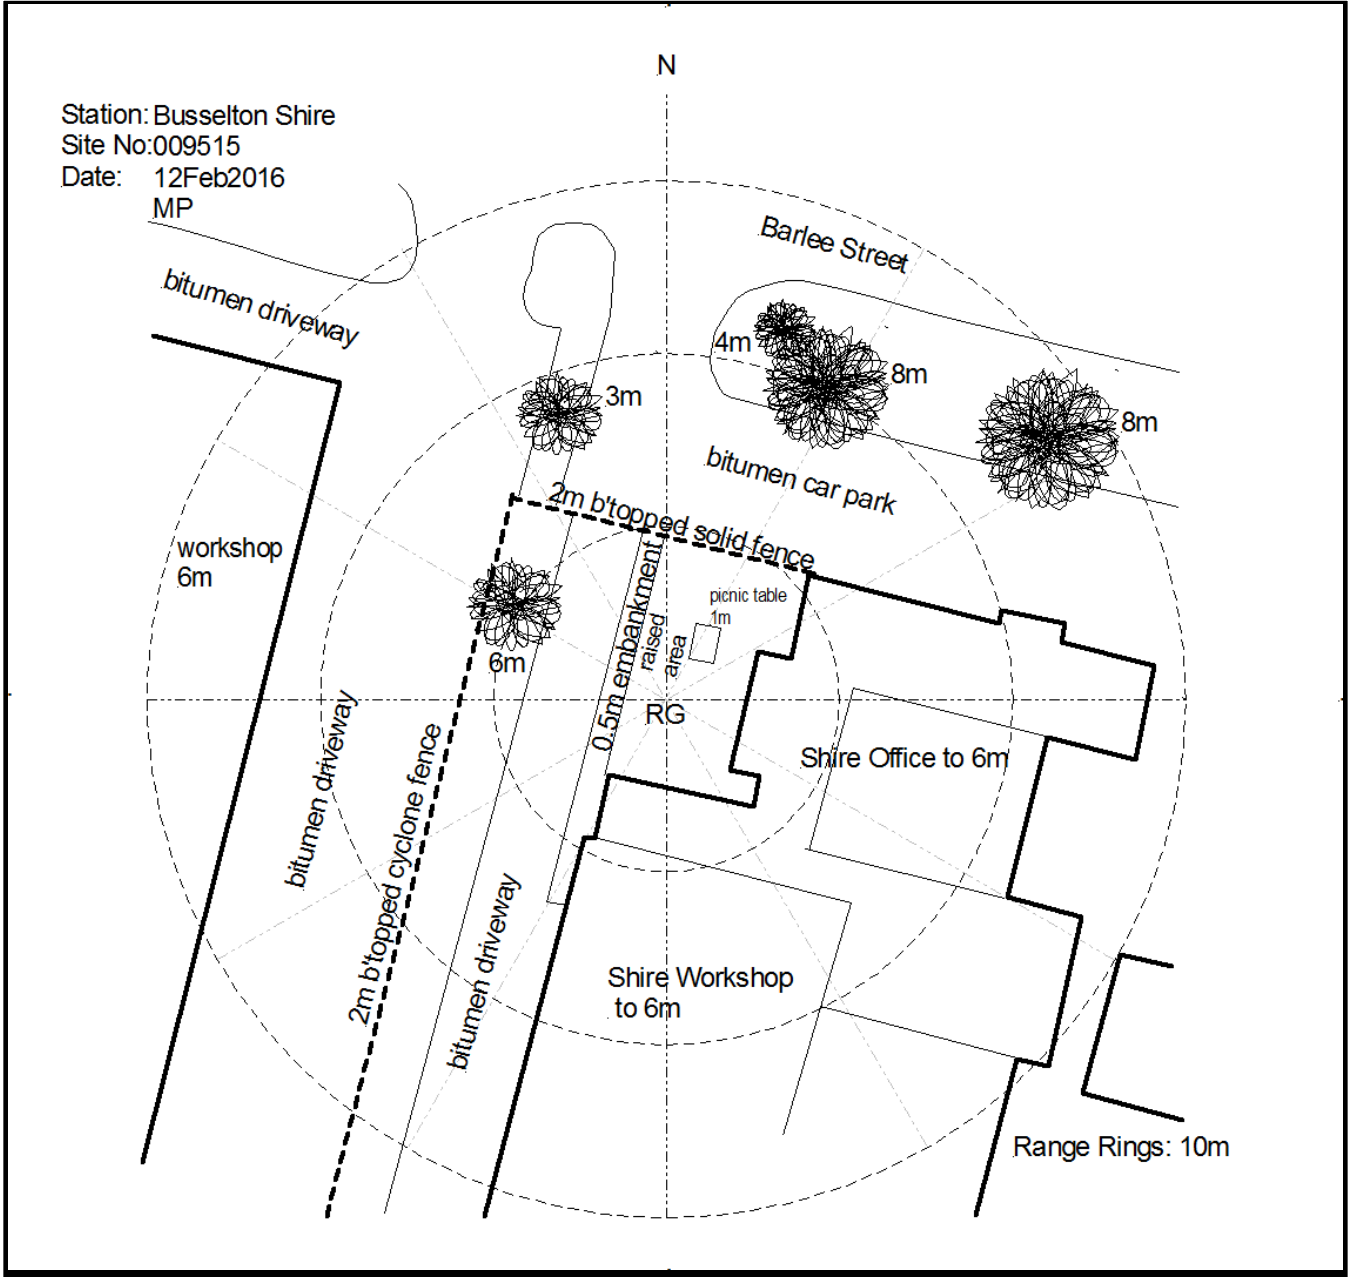 N
Station: Busselton Shire
Site No:009515
Date: 12Feb2016
MP
Barlee Street
bitumen driveway
4m
8m
3m
8m
bitumen car park
2m b'topped solid fence
workshop
6m
picnic table
1m
0.5m embankment
raised
area
6m
RG
bitumen driveway
2m b'topped cyclone fence
Shire Office to 6m
bitumen driveway
Shire Workshop
to 6m
Range Rings: 10m